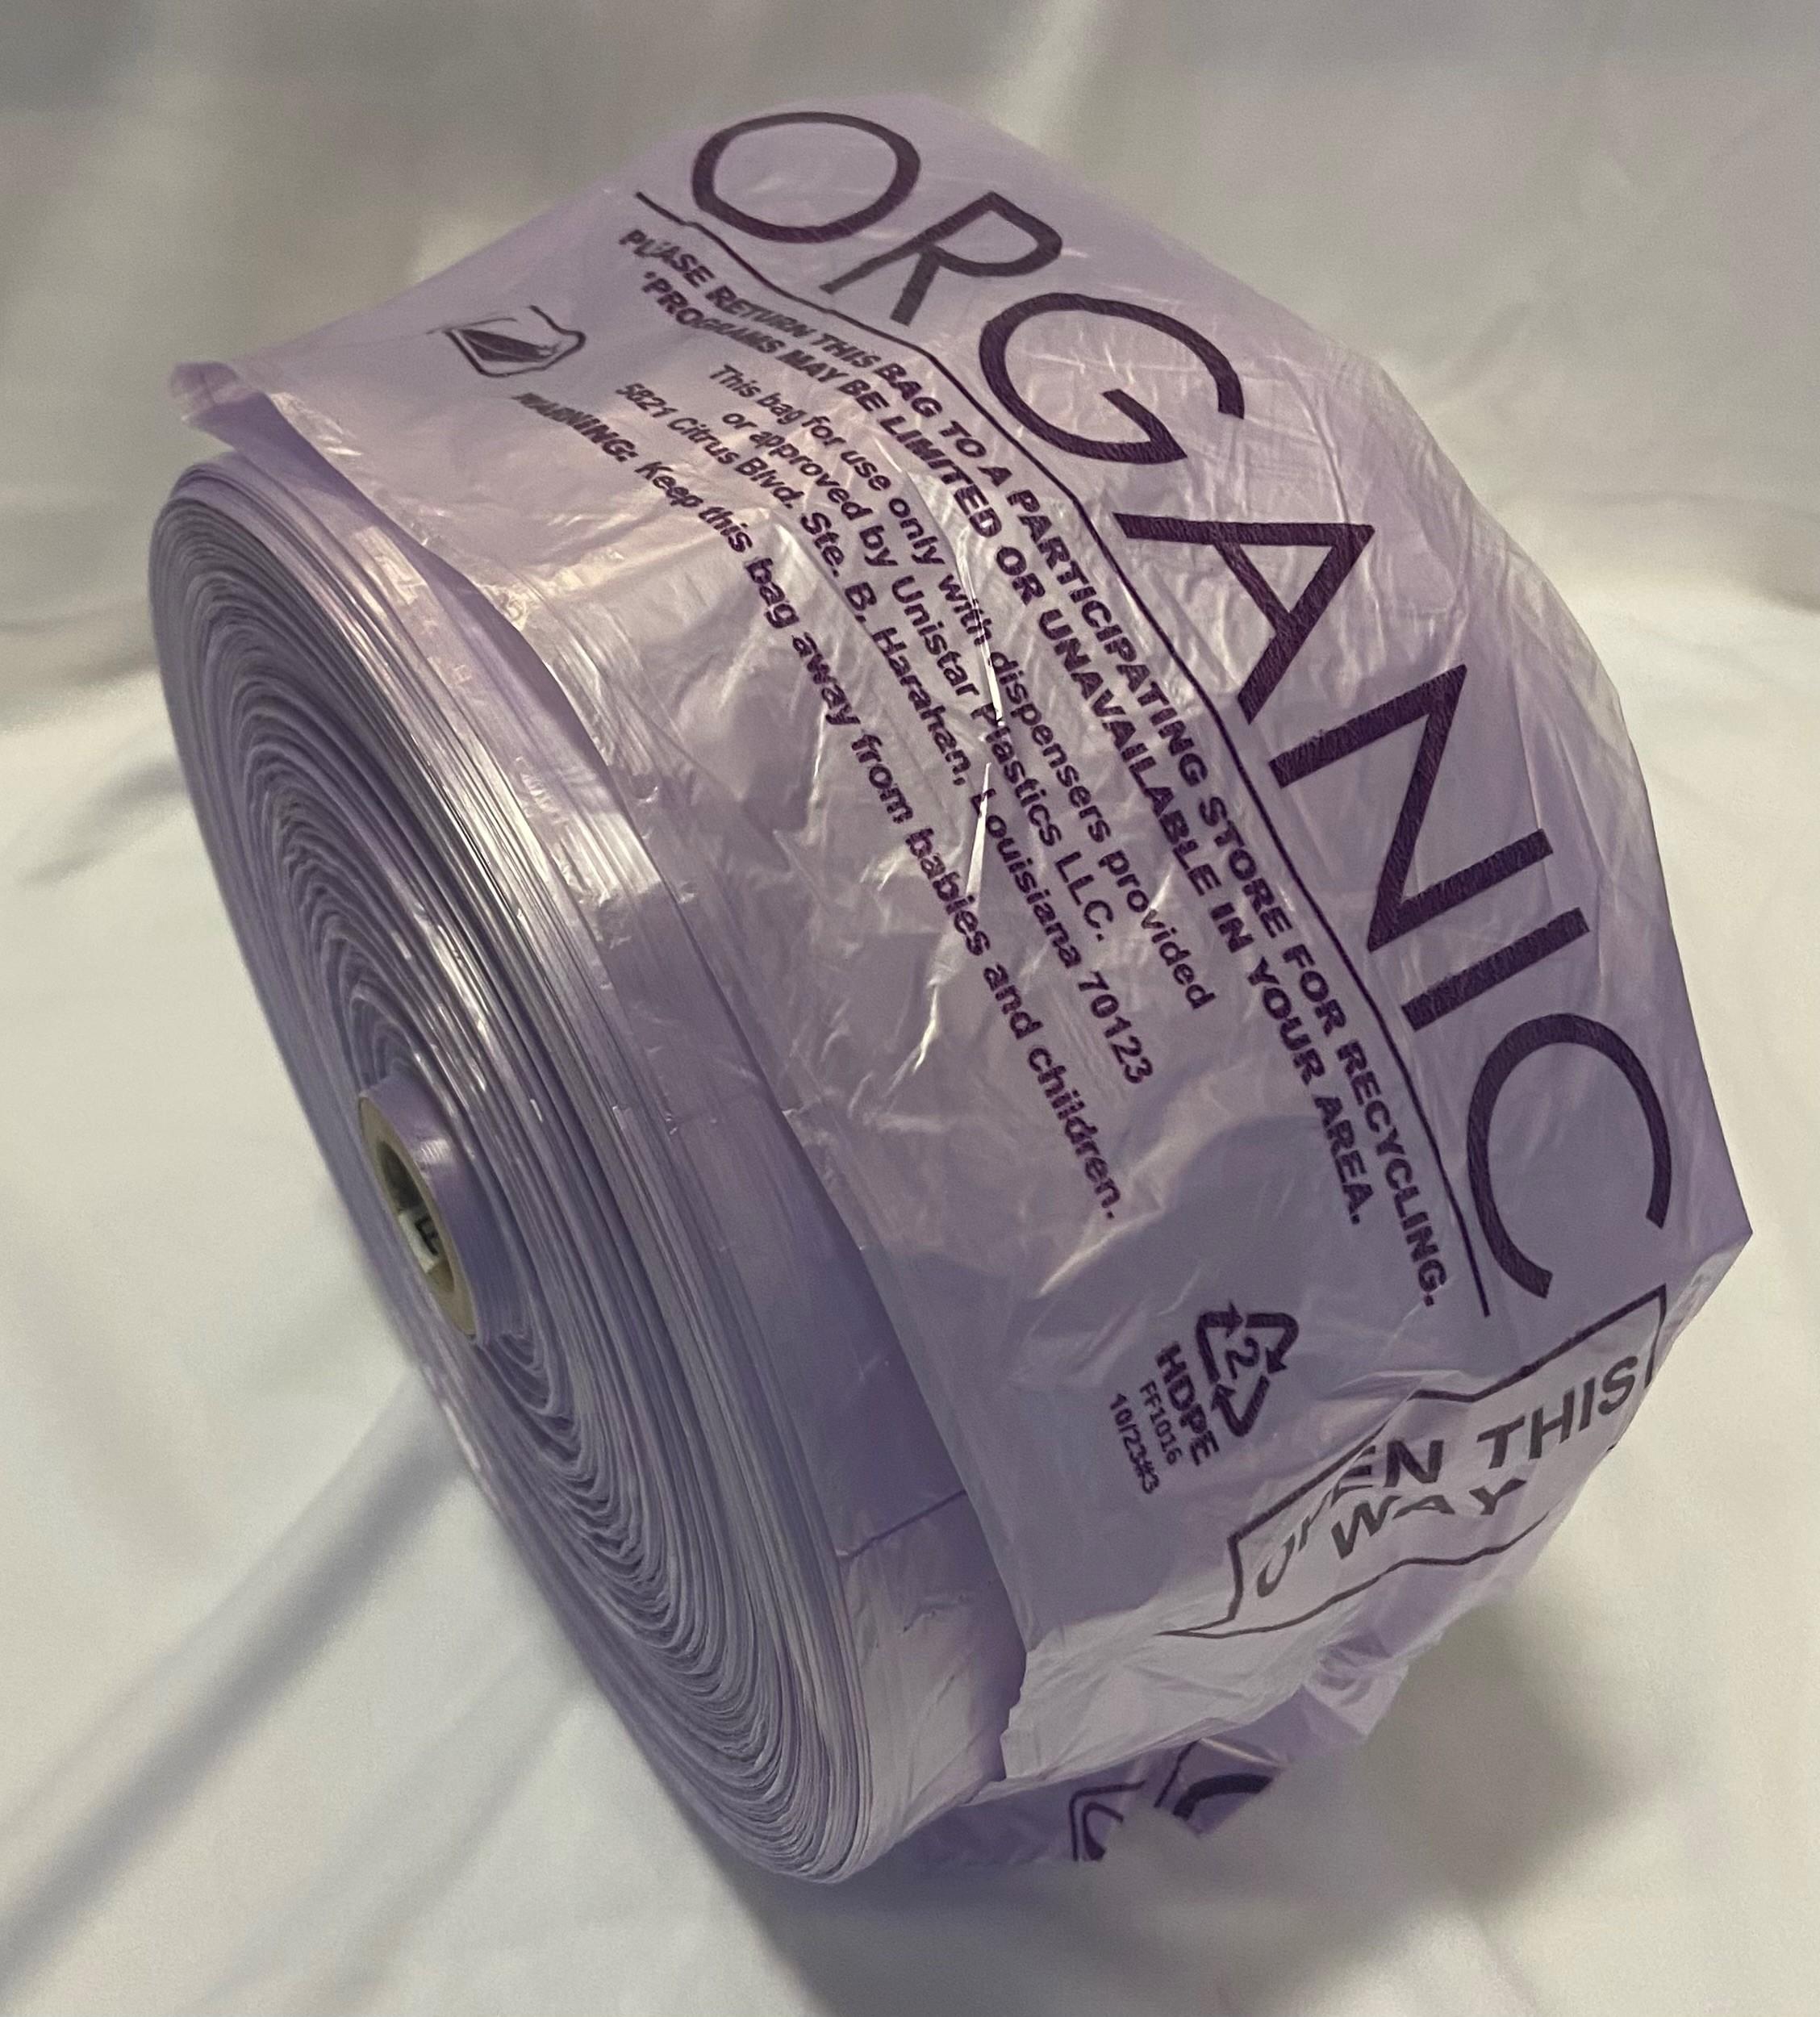 ORGANIC
PLEASE RETURN THIS BAG TO A PARTICIPATING STORE FOR RECYCLING.
*PROGRAMS MAY BE LIMITED OR UNAVAILABLE IN YOUR AREA.
This bag for use only with dispensers provided
or approved by Unistar Plastics LLC.
5821 Citrus Blvd. Ste. B, Harahan, Louisiana 70123
WARNING: Keep this bag away from babies and children.
2
HDPE
FF1016
10/23#3
OPEN THIS
WAY